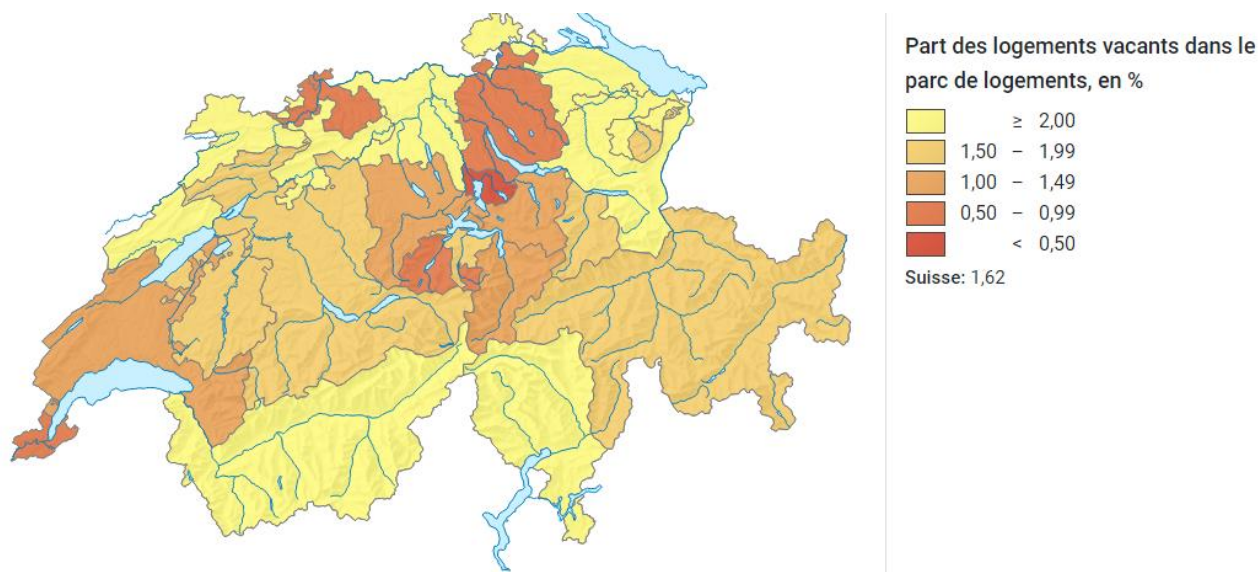 Part des logements vacants dans le
parc de logements, en %
≥ 2,00
1,50 – 1,99
1,00 – 1,49
0,50 – 0,99
< 0,50
Suisse: 1,62